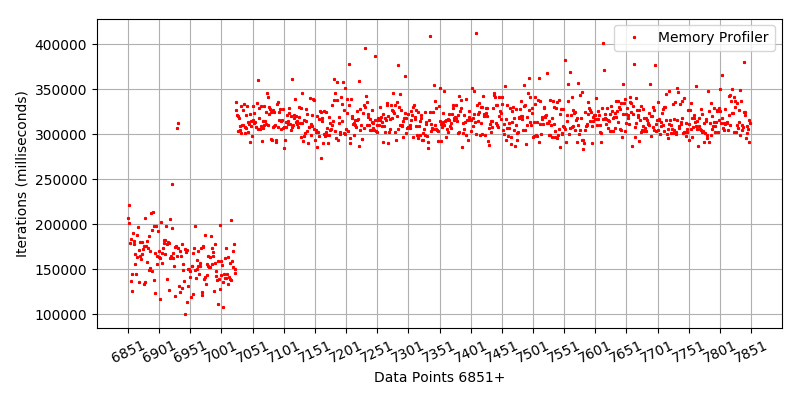 Memory Profiler
Iterations (milliseconds)
400000
350000
300000
250000
200000
150000
100000
6851 6901 6951 7001 7051 7101 7151 7201 7251 7301 7351 7401 7451 7501 7551 7601 7651 7701 7751 7801 7851
Data Points 6851+